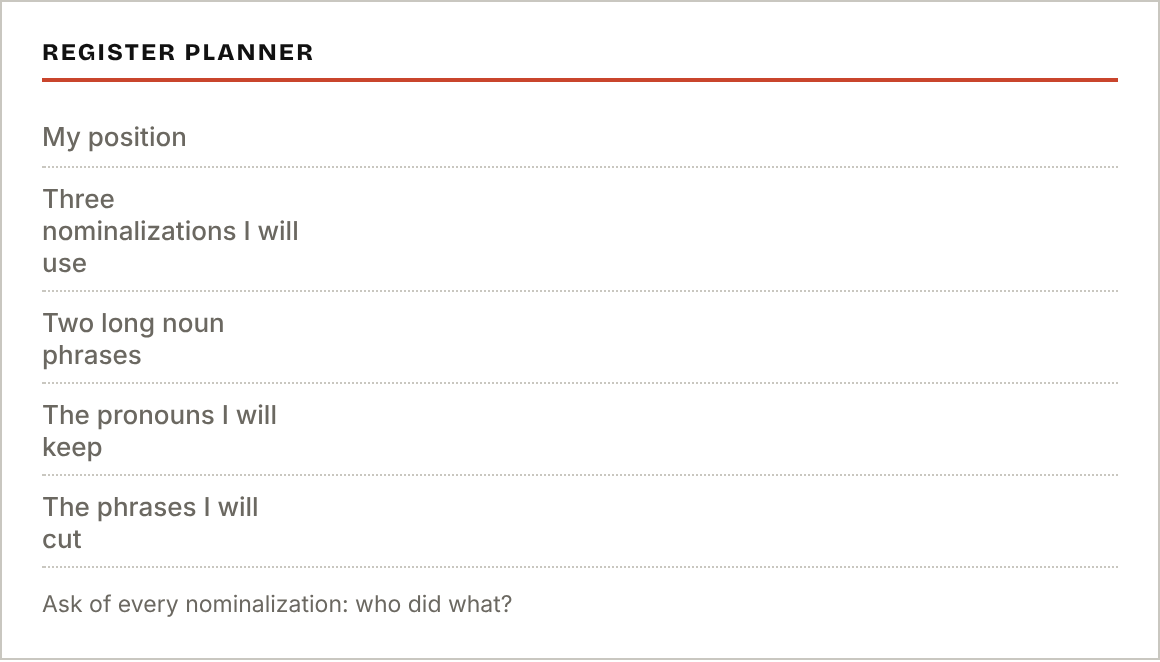 REGISTER PLANNER
My position
Three
nominalizations I will
use
Two long noun
phrases
The pronouns I will
keep
The phrases I will
cut
Ask of every nominalization: who did what?